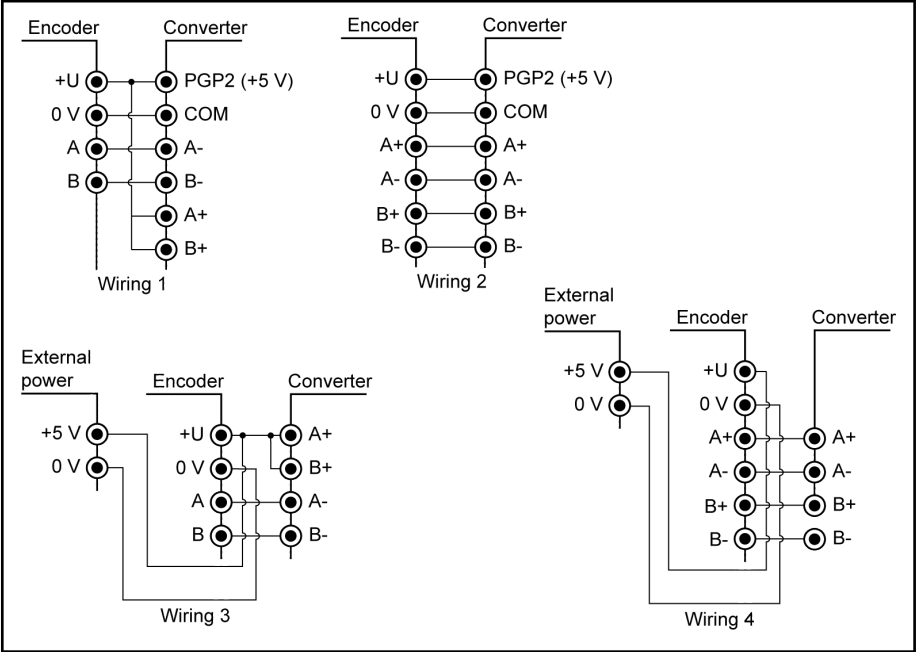 Encoder Converter
+U PGP2 (+5 V)
0 V COM
A A-
B B-
A+
B+
Wiring 1
Encoder Converter
+U PGP2 (+5 V)
0 V COM
A+ A+
A- A-
B+ B+
B- B-
Wiring 2
External
power
Encoder Converter
+5 V +U A+
0 V 0 V B+
A A-
B B-
Wiring 3
External
power
Encoder Converter
+5 V +U
0 V 0 V
A+ A+
A- A-
B+ B+
B- B-
Wiring 4